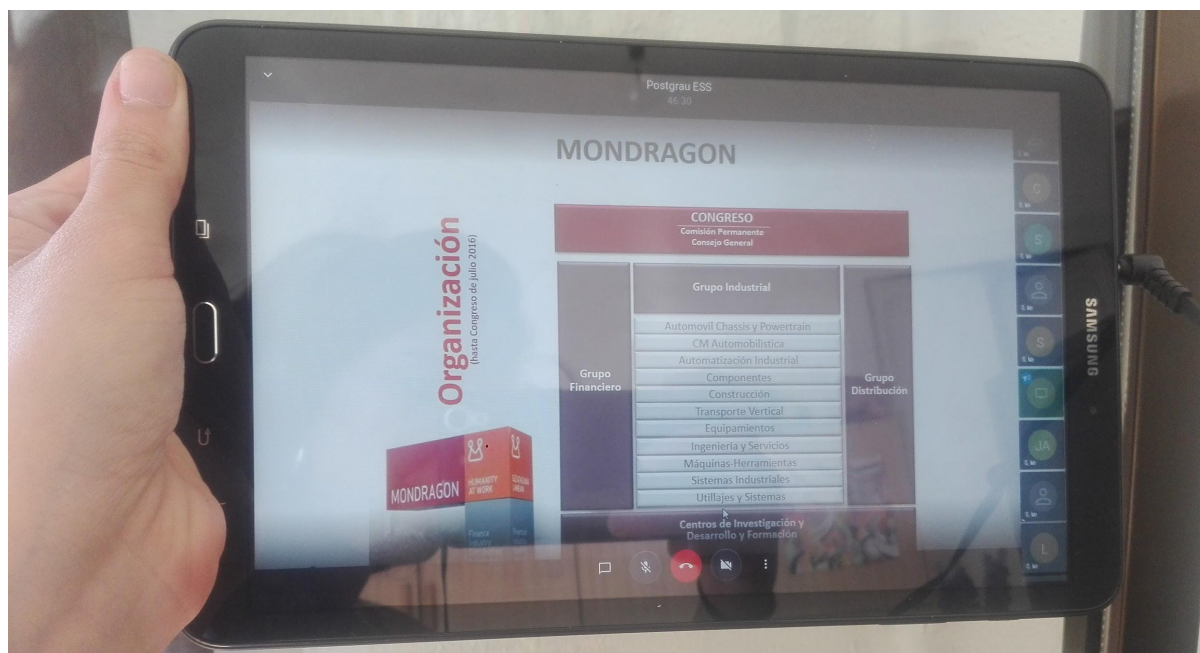 Postgrau ESS
46:30
MONDRAGON
Organización
(hasta Congreso de julio 2016)
CONGRESO
Comisión Permanente
Consejo General
Grupo
Financiero
Grupo Industrial
Automovil Chassis y Powertrain
CM Automobilística
Automatización Industrial
Componentes
Construcción
Transporte Vertical
Equipamientos
Ingeniería y Servicios
Máquinas-Herramientas
Sistemas Industriales
Utillajes y Sistemas
Grupo
Distribución
Centros de Investigación y
Desarrollo y Formación
MONDRAGON
HUMANITY
AT WORK
Finance
C
S
S
JA
L
SAMSUNG